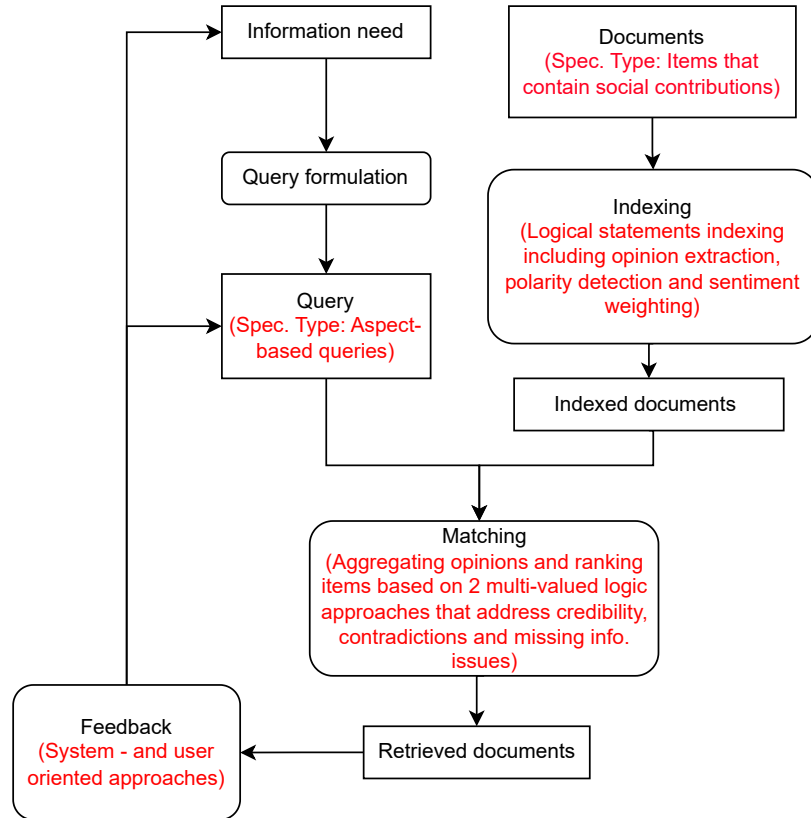 Information need
Documents
(Spec. Type: Items that
contain social contributions)
Query formulation
Indexing
(Logical statements indexing
including opinion extraction,
polarity detection and sentiment
weighting)
Query
(Spec. Type: Aspect-
based queries)
Indexed documents
Matching
(Aggregating opinions and ranking
items based on 2 multi-valued logic
approaches that address credibility,
contradictions and missing info.
issues)
Feedback
(System - and user
oriented approaches)
Retrieved documents